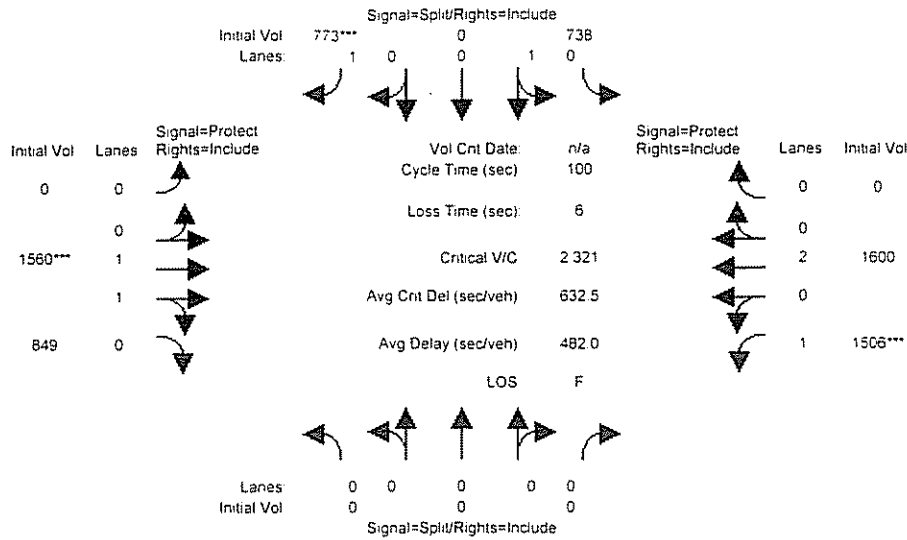 Signal=Split/Rights=Include
Initial Vol 773*** 0 738
Lanes: 1 0 0 1 0
Signal=Protect
Initial Vol Lanes Rights=Include
Vol Cnt Date: n/a
Signal=Protect
Rights=Include Lanes Initial Vol
Cycle Time (sec) 100
0 0
0 0
Loss Time (sec): 6
0
0
1560*** 1
Critical V/C 2.321
2 1600
1
Avg Crit Del (sec/veh) 632.5
0
849 0
Avg Delay (sec/veh) 482.0
1 1506***
LOS F
Lanes: 0 0 0 0 0
Initial Vol 0 0 0
Signal=Split/Rights=Include